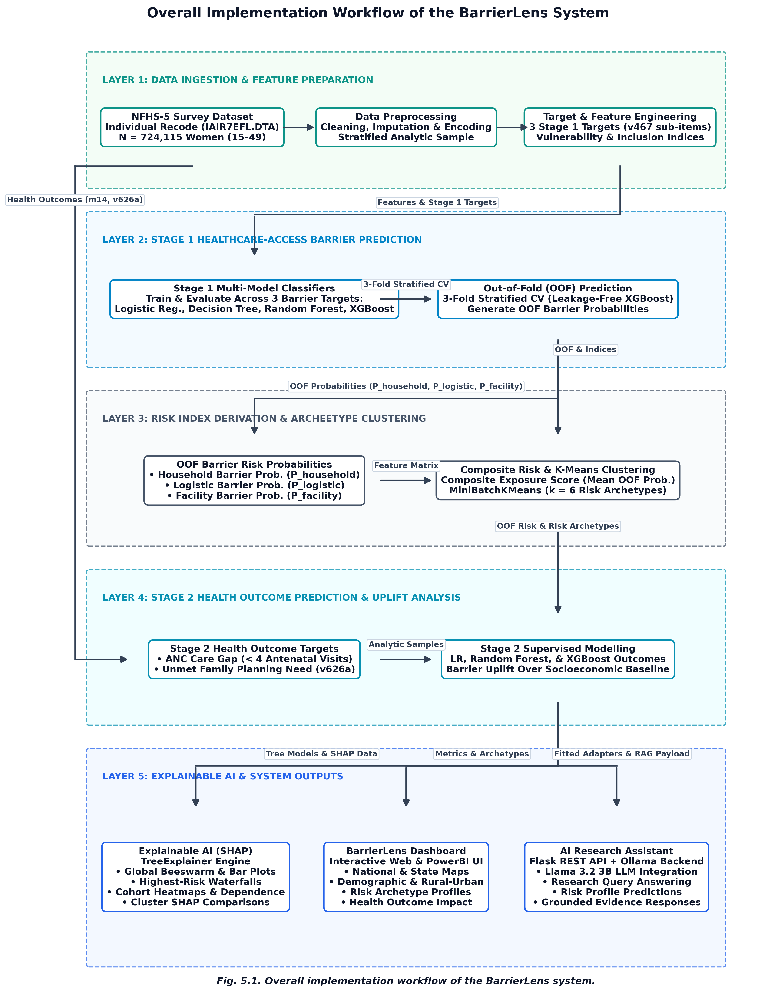 Overall Implementation Workflow of the BarrierLens System
LAYER 1: DATA INGESTION & FEATURE PREPARATION
NFHS-5 Survey Dataset
Individual Recode (IAIR7EFL.DTA)
N = 724,115 Women (15–49)
Data Preprocessing
Cleaning, Imputation & Encoding
Stratified Analytic Sample
Target & Feature Engineering
3 Stage 1 Targets (v467 sub-items)
Vulnerability & Inclusion Indices
Health Outcomes (m14, v626a)
Features & Stage 1 Targets
LAYER 2: STAGE 1 HEALTHCARE-ACCESS BARRIER PREDICTION
Stage 1 Multi-Model Classifiers
Train & Evaluate Across 3 Barrier Targets:
Logistic Reg., Decision Tree, Random Forest, XGBoost
3-Fold Stratified CV
Out-of-Fold (OOF) Prediction
3-Fold Stratified CV (Leakage-Free XGBoost)
Generate OOF Barrier Probabilities
OOF & Indices
OOF Probabilities (P_household, P_logistic, P_facility)
LAYER 3: RISK INDEX DERIVATION & ARCHEETYPE CLUSTERING
OOF Barrier Risk Probabilities
• Household Barrier Prob. (P_household)
• Logistic Barrier Prob. (P_logistic)
• Facility Barrier Prob. (P_facility)
Feature Matrix
Composite Risk & K-Means Clustering
Composite Exposure Score (Mean OOF Prob.)
MiniBatchKMeans (k = 6 Risk Archetypes)
OOF Risk & Risk Archetypes
LAYER 4: STAGE 2 HEALTH OUTCOME PREDICTION & UPLIFT ANALYSIS
Stage 2 Health Outcome Targets
• ANC Care Gap (< 4 Antenatal Visits)
• Unmet Family Planning Need (v626a)
Analytic Samples
Stage 2 Supervised Modelling
LR, Random Forest, & XGBoost Outcomes
Barrier Uplift Over Socioeconomic Baseline
Tree Models & SHAP Data
Metrics & Archetypes
Fitted Adapters & RAG Payload
LAYER 5: EXPLAINABLE AI & SYSTEM OUTPUTS
Explainable AI (SHAP)
TreeExplainer Engine
• Global Beeswarm & Bar Plots
• Highest-Risk Waterfalls
• Cohort Heatmaps & Dependence
• Cluster SHAP Comparisons
BarrierLens Dashboard
Interactive Web & PowerBI UI
• National & State Maps
• Demographic & Rural-Urban
• Risk Archetype Profiles
• Health Outcome Impact
AI Research Assistant
Flask REST API + Ollama Backend
• Llama 3.2 3B LLM Integration
• Research Query Answering
• Risk Profile Predictions
• Grounded Evidence Responses
Fig. 5.1. Overall implementation workflow of the BarrierLens system.